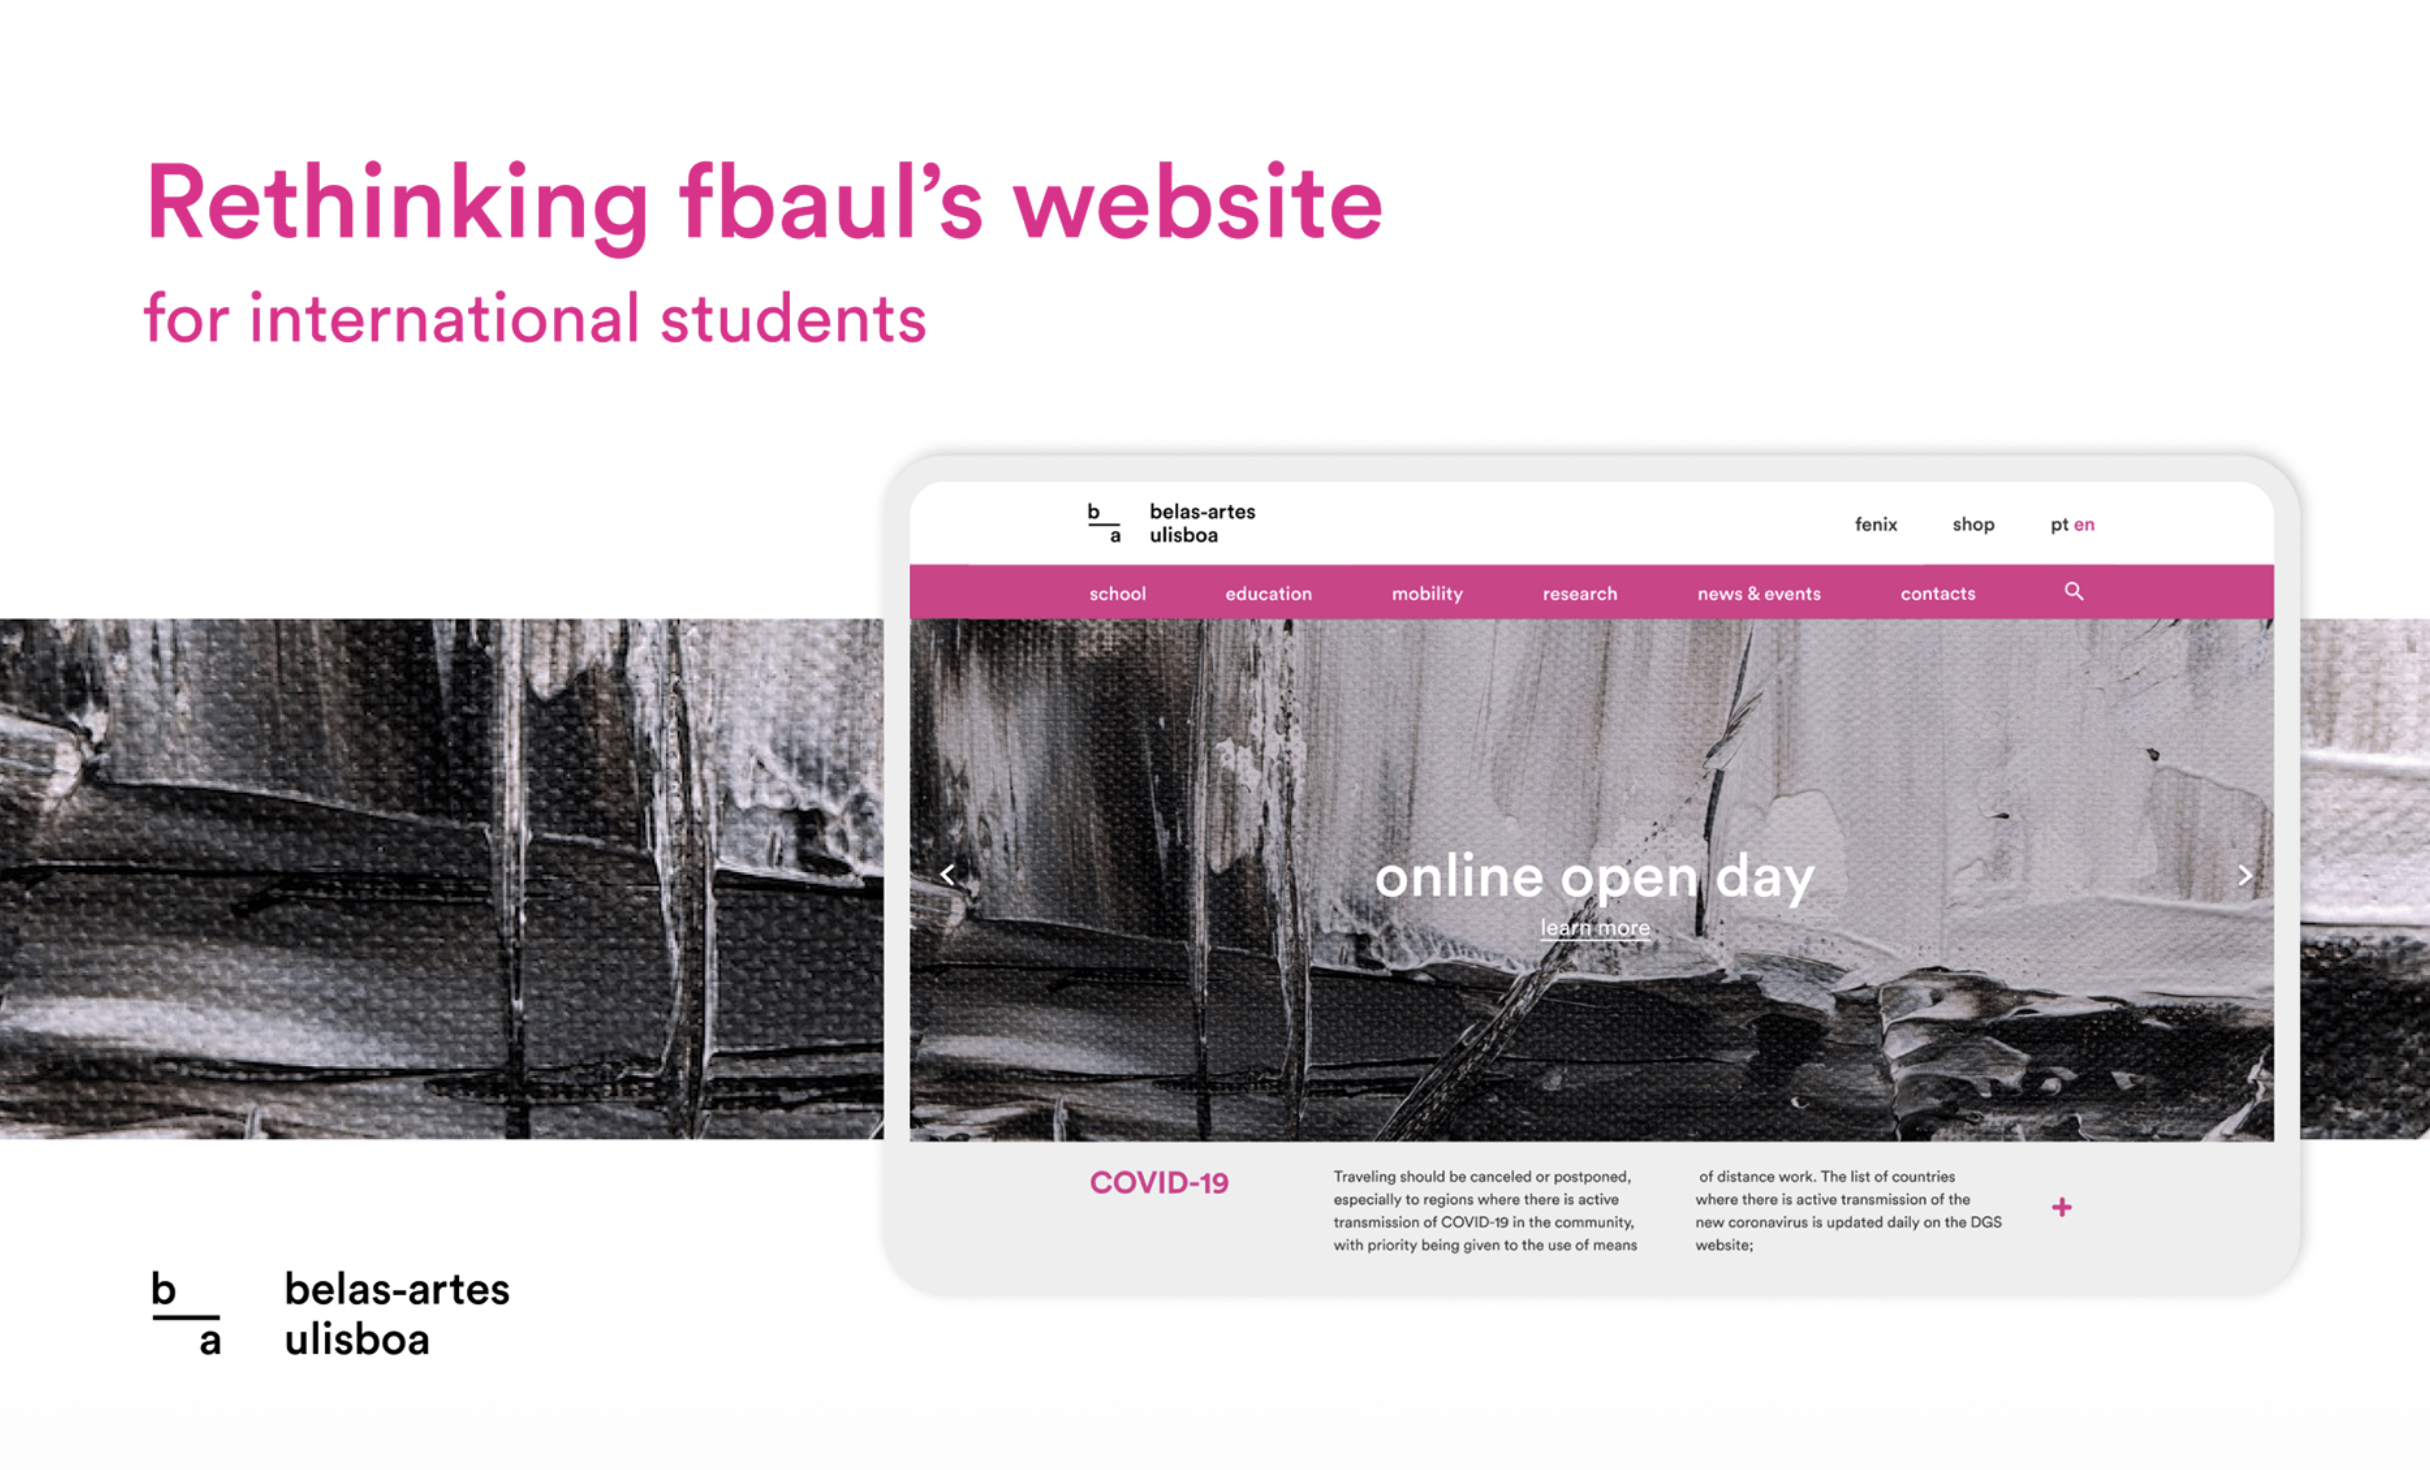 Rethinking fbaul’s website
for international students
b
a
belas-artes
ulisboa
fenix shop pt en
school education mobility research news & events contacts
online open day
learn more
COVID-19
Traveling should be canceled or postponed,
especially to regions where there is active
transmission of COVID-19 in the community,
with priority being given to the use of means
of distance work. The list of countries
where there is active transmission of the
new coronavirus is updated daily on the DGS
website;
b
a
belas-artes
ulisboa